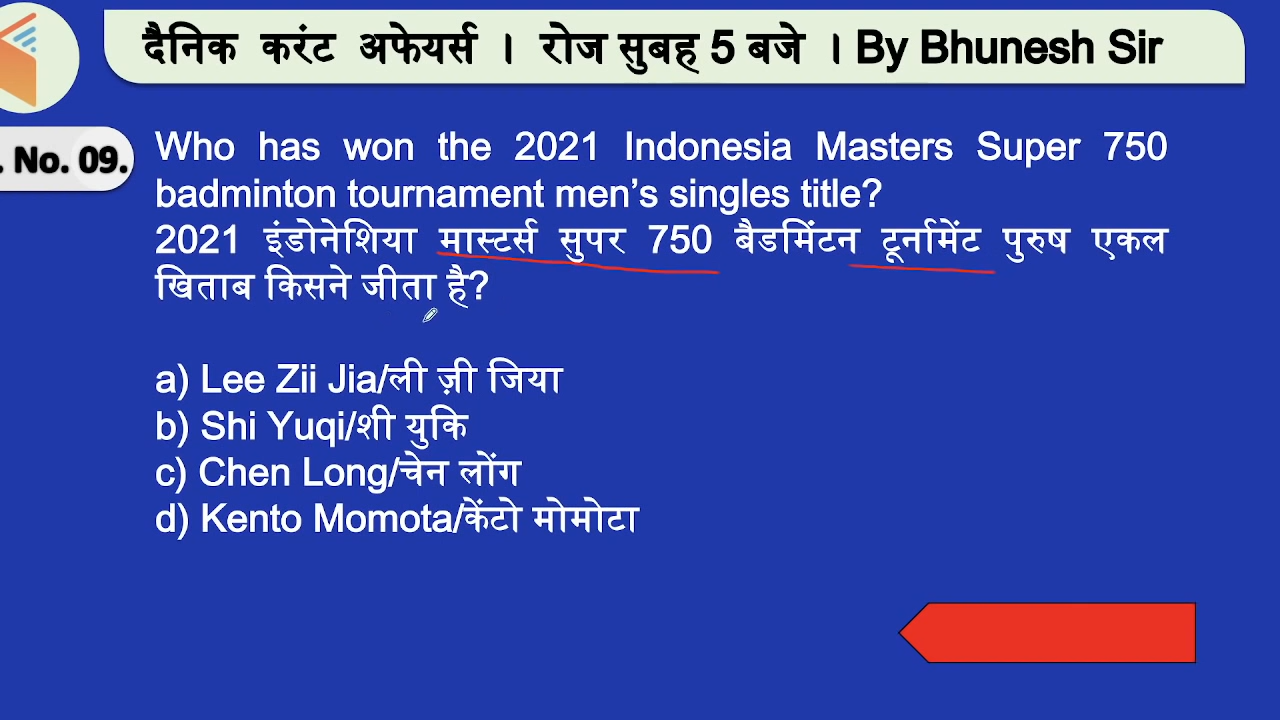 दैनिक करंट अफेयर्स । रोज सुबह 5 बजे । By Bhunesh Sir
. No. 09.
Who has won the 2021 Indonesia Masters Super 750
badminton tournament men’s singles title?
2021 इंडोनेशिया मास्टर्स सुपर 750 बैडमिंटन टूर्नामेंट पुरुष एकल
खिताब किसने जीता है?
a) Lee Zii Jia/ली ज़ी जिया
b) Shi Yuqi/शी युकि
c) Chen Long/चेन लोंग
d) Kento Momota/केंटो मोमोटा